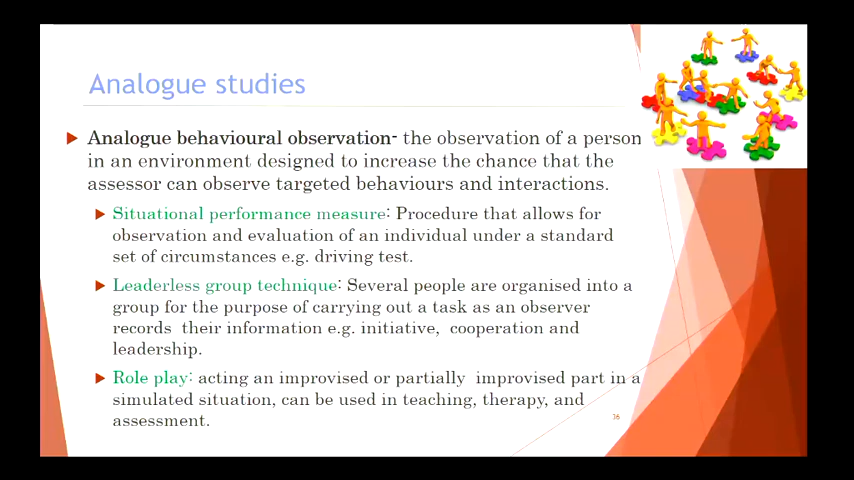 Analogue studies
Analogue behavioural observation- the observation of a person
in an environment designed to increase the chance that the
assessor can observe targeted behaviours and interactions.
Situational performance measure: Procedure that allows for
observation and evaluation of an individual under a standard
set of circumstances e.g. driving test.
Leaderless group technique: Several people are organised into a
group for the purpose of carrying out a task as an observer
records their information e.g. initiative, cooperation and
leadership.
Role play: acting an improvised or partially improvised part in a
simulated situation, can be used in teaching, therapy, and
assessment.
16